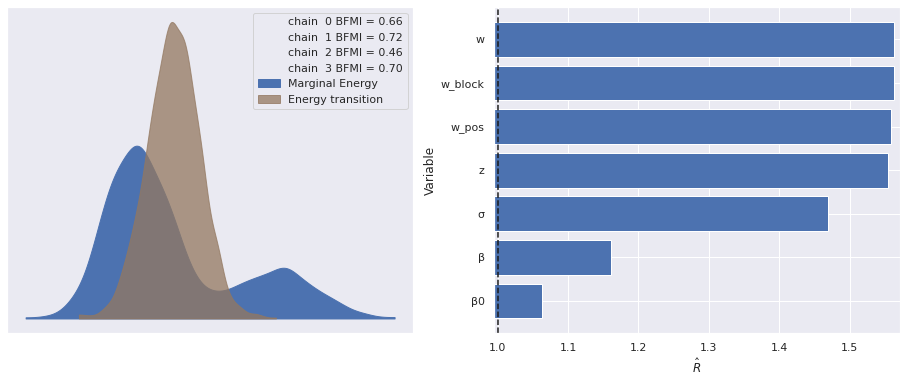 chain  0 BFMI = 0.66
chain  1 BFMI = 0.72
chain  2 BFMI = 0.46
chain  3 BFMI = 0.70
Marginal Energy
Energy transition
Variable
w
w_block
w_pos
z
σ
β
β0
1.0 1.1 1.2 1.3 1.4 1.5
R̂